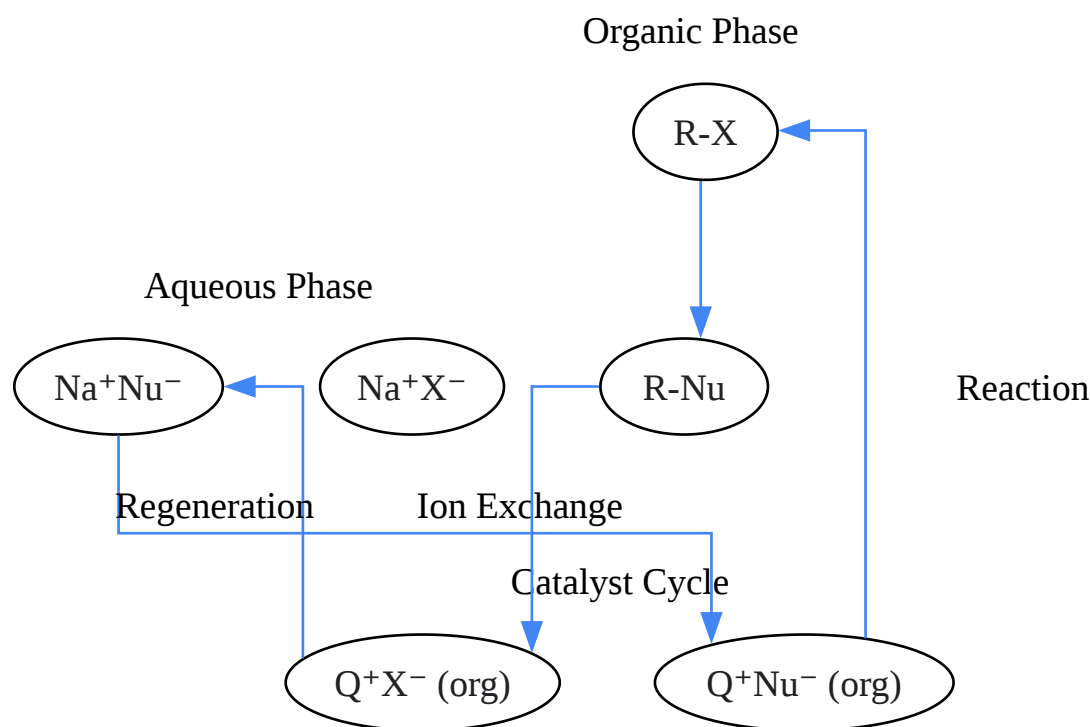 Organic Phase
R-X
Aqueous Phase
Na⁺Nu⁻
Na⁺X⁻
R-Nu
Reaction
Regeneration
Ion Exchange
Catalyst Cycle
Q⁺X⁻ (org)
Q⁺Nu⁻ (org)